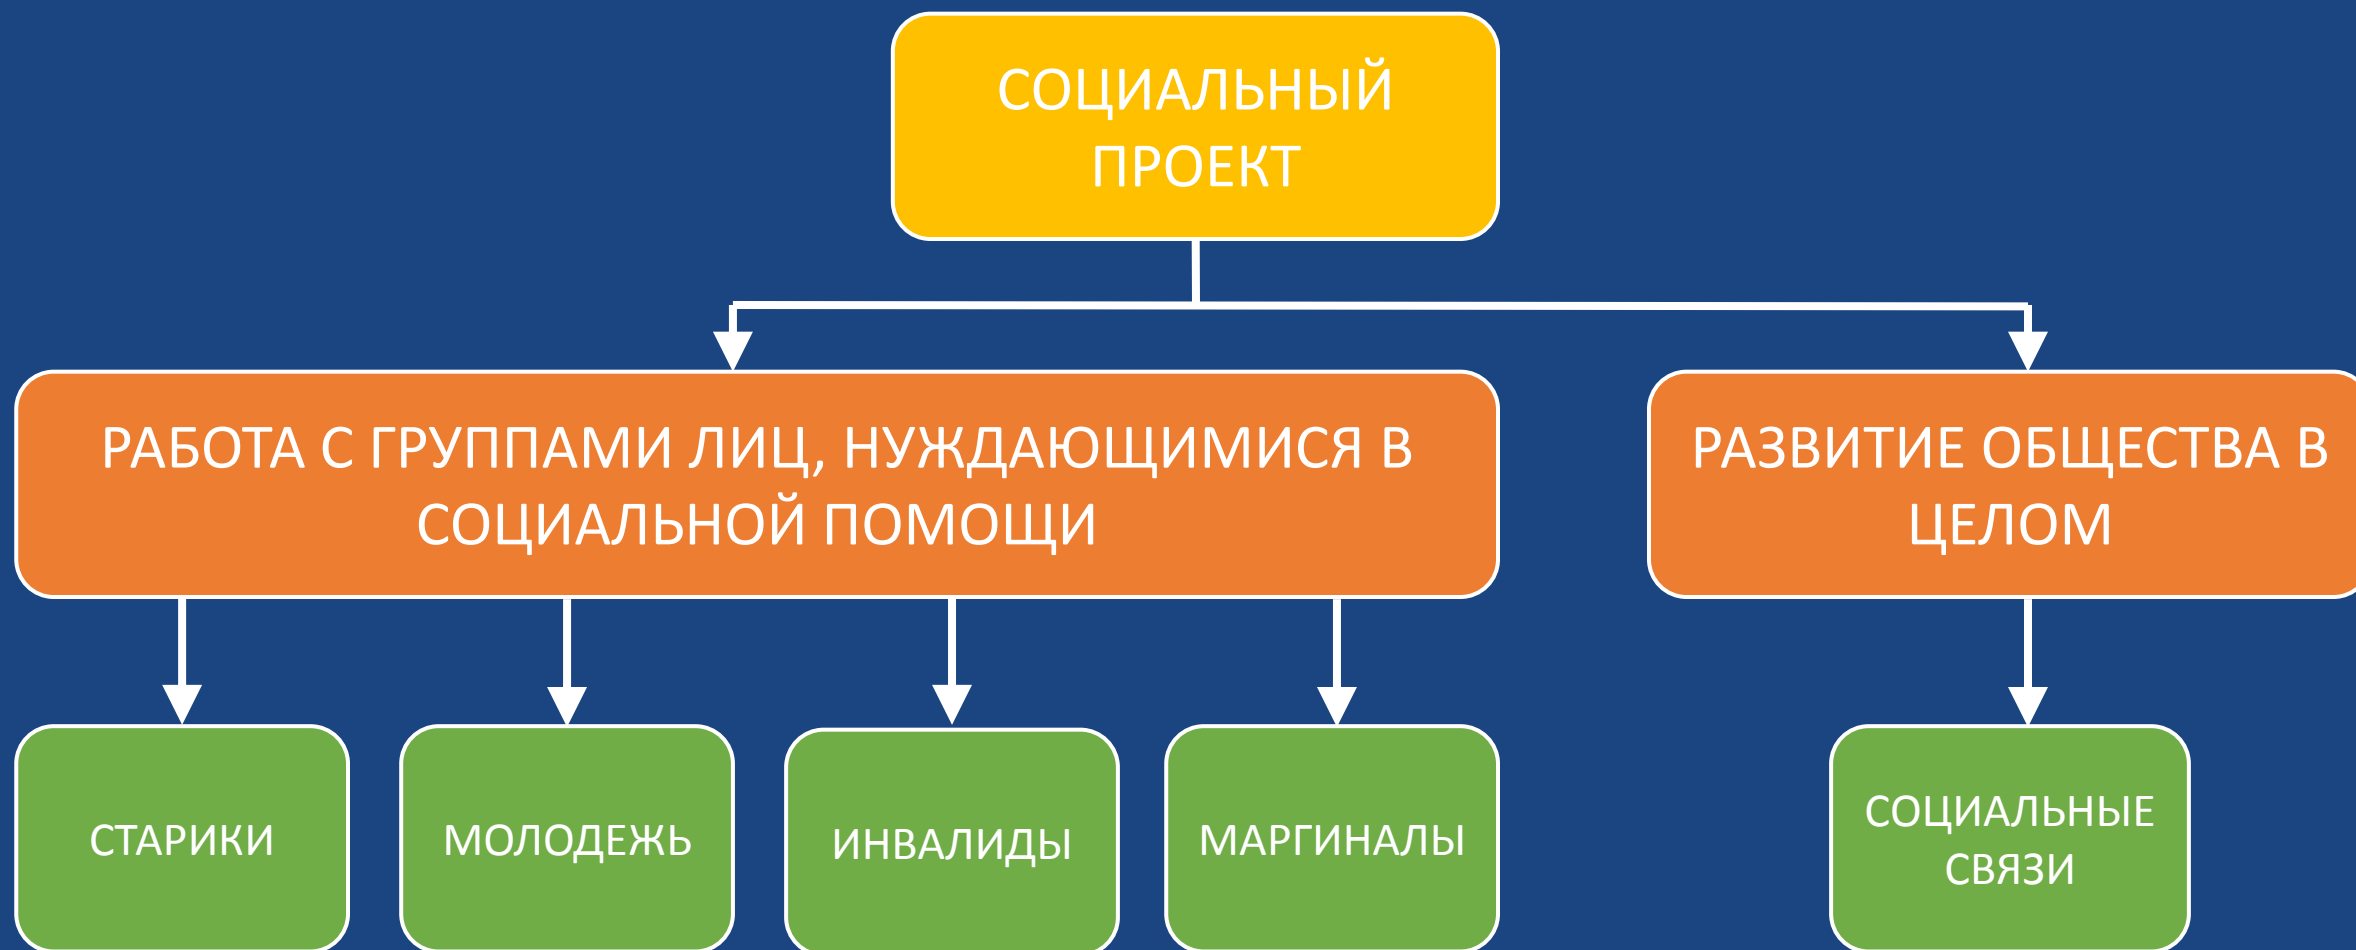 СОЦИАЛЬНЫЙ
ПРОЕКТ
РАБОТА С ГРУППАМИ ЛИЦ, НУЖДАЮЩИМИСЯ В
СОЦИАЛЬНОЙ ПОМОЩИ
РАЗВИТИЕ ОБЩЕСТВА В
ЦЕЛОМ
СТАРИКИ
МОЛОДЕЖЬ
ИНВАЛИДЫ
МАРГИНАЛЫ
СОЦИАЛЬНЫЕ
СВЯЗИ